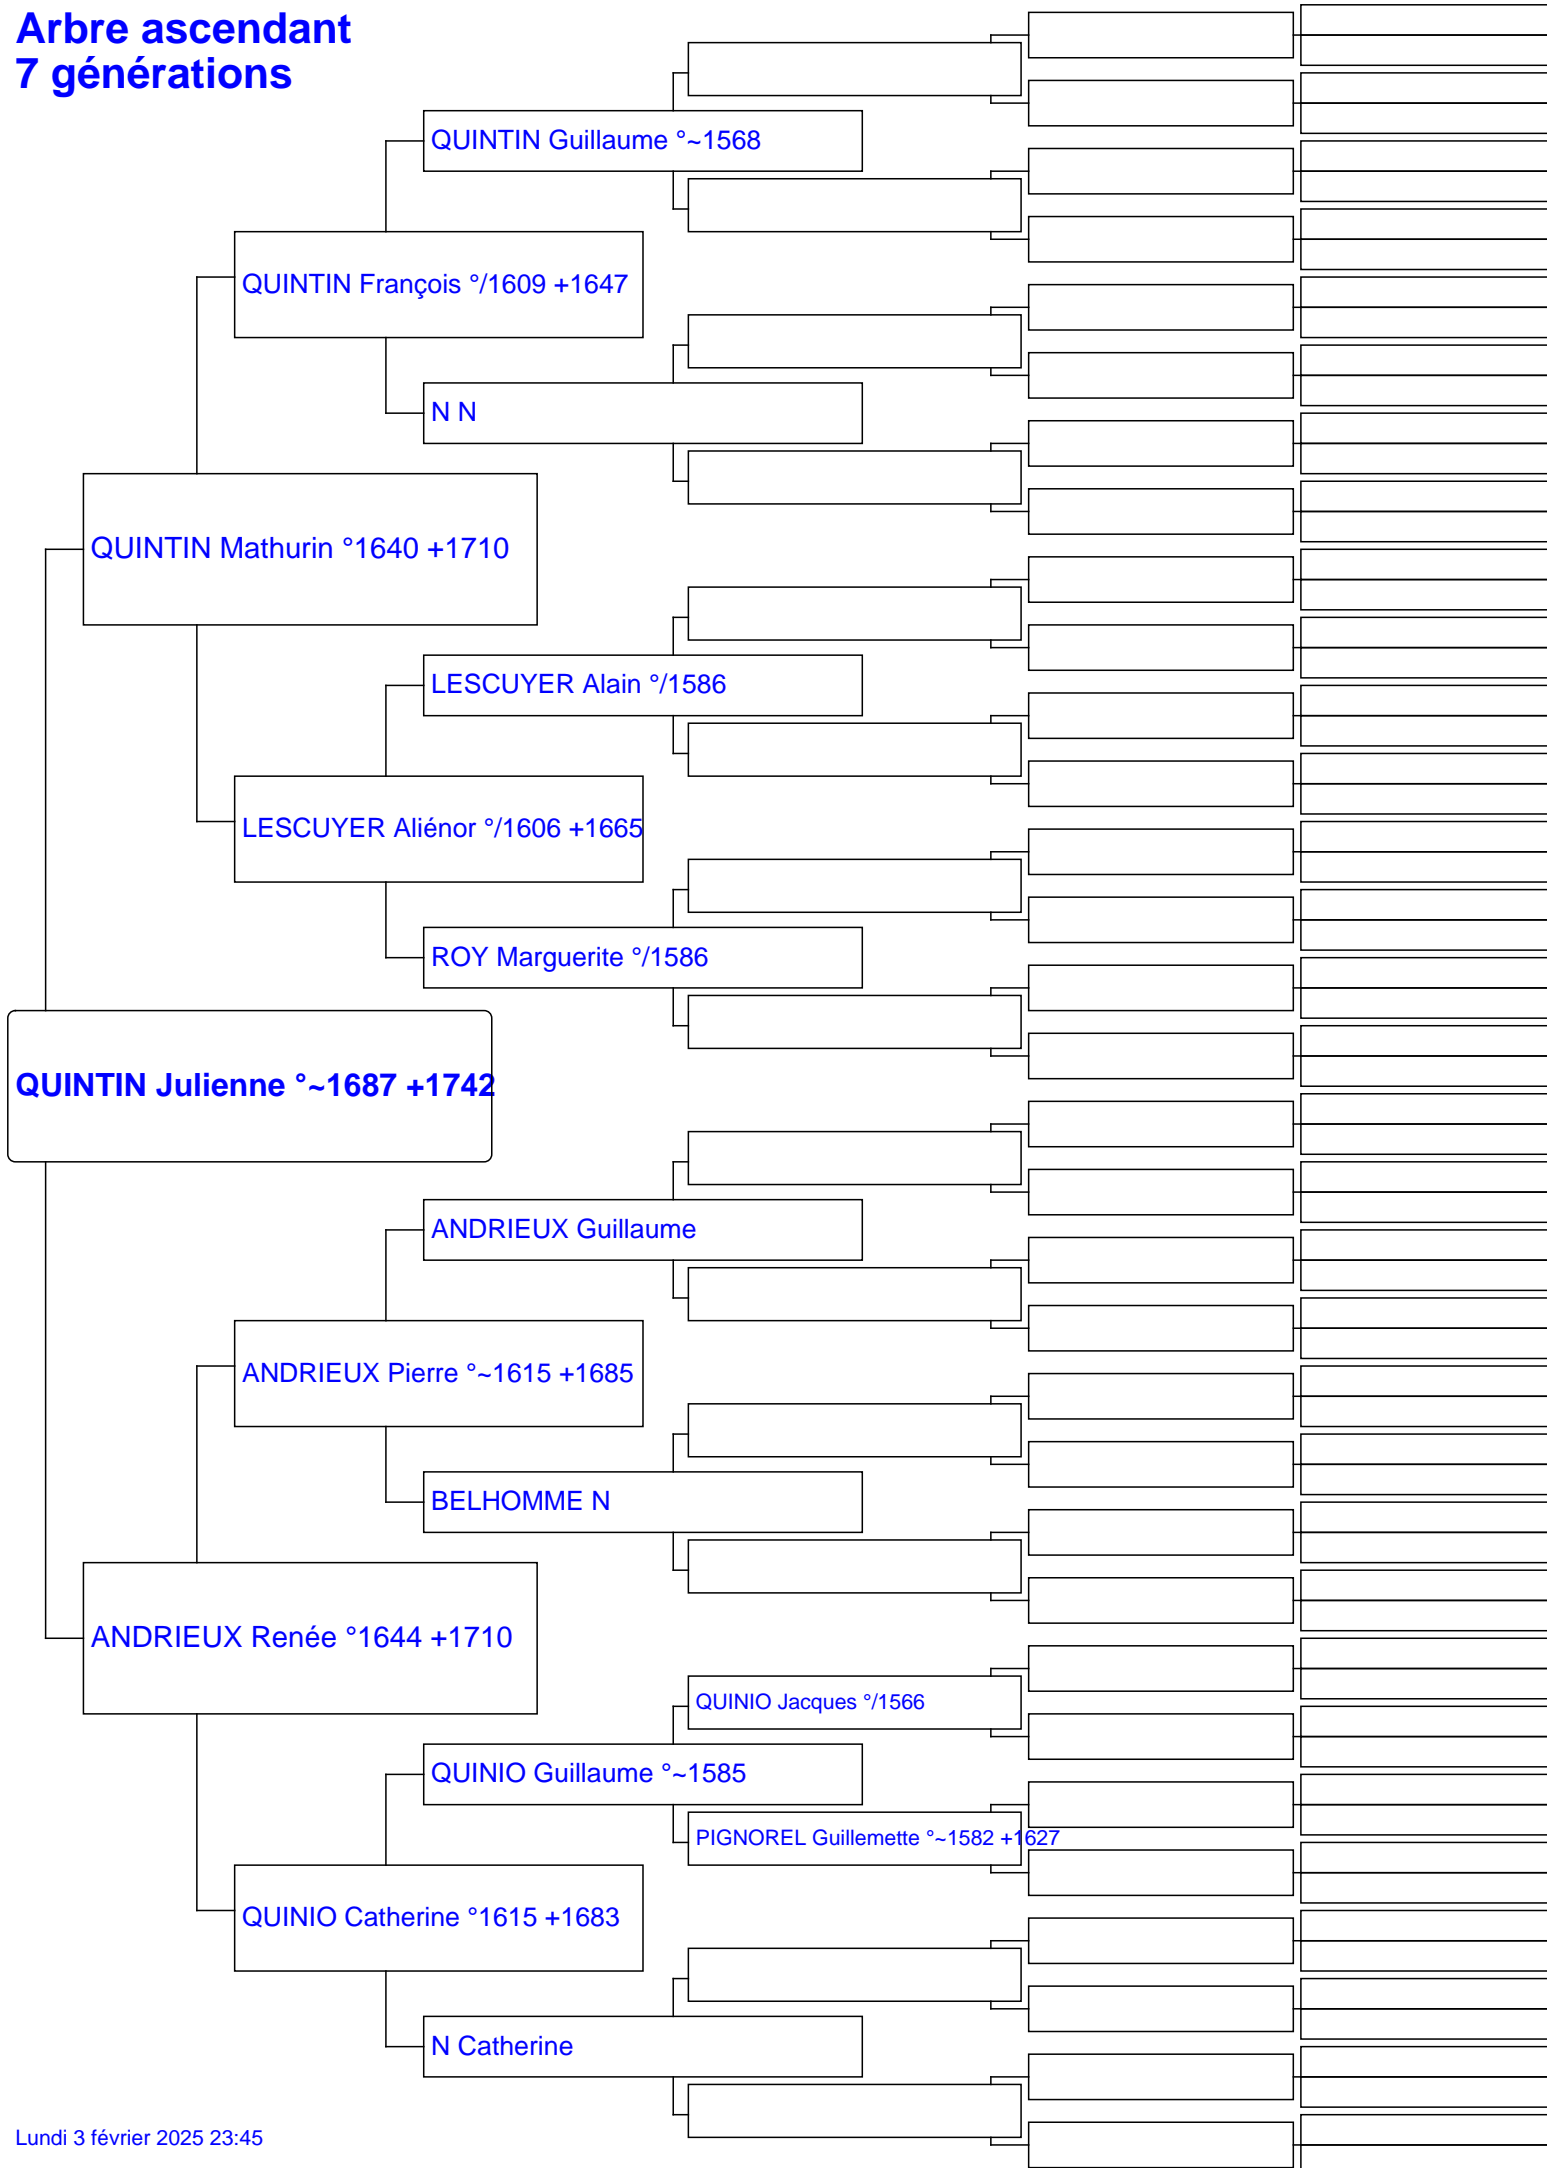 Arbre ascendant
7 générations
QUINTIN Guillaume °~1568
QUINTIN François °/1609 +1647
N N
QUINTIN Mathurin °1640 +1710
LESCUYER Alain °/1586
LESCUYER Aliénor °/1606 +1665
ROY Marguerite °/1586
QUINTIN Julienne °~1687 +1742
ANDRIEUX Guillaume
ANDRIEUX Pierre °~1615 +1685
BELHOMME N
ANDRIEUX Renée °1644 +1710
QUINIO Jacques °/1566
QUINIO Guillaume °~1585
PIGNOREL Guillemette °~1582 +1627
QUINIO Catherine °1615 +1683
N Catherine
Lundi 3 février 2025 23:45